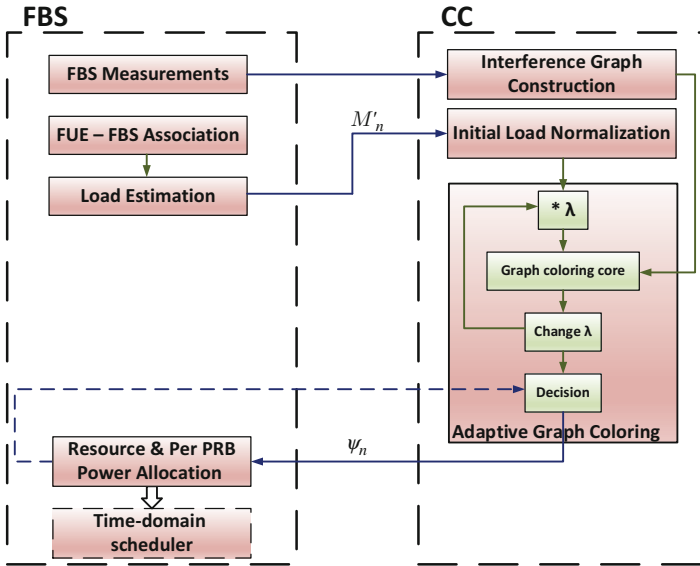 FBS
CC
FBS Measurements
Interference Graph
Construction
FUE – FBS Association
M'ₙ
Initial Load Normalization
Load Estimation
* λ
Graph coloring core
Change λ
Decision
Adaptive Graph Coloring
Resource & Per PRB
Power Allocation
ψₙ
Time-domain
scheduler